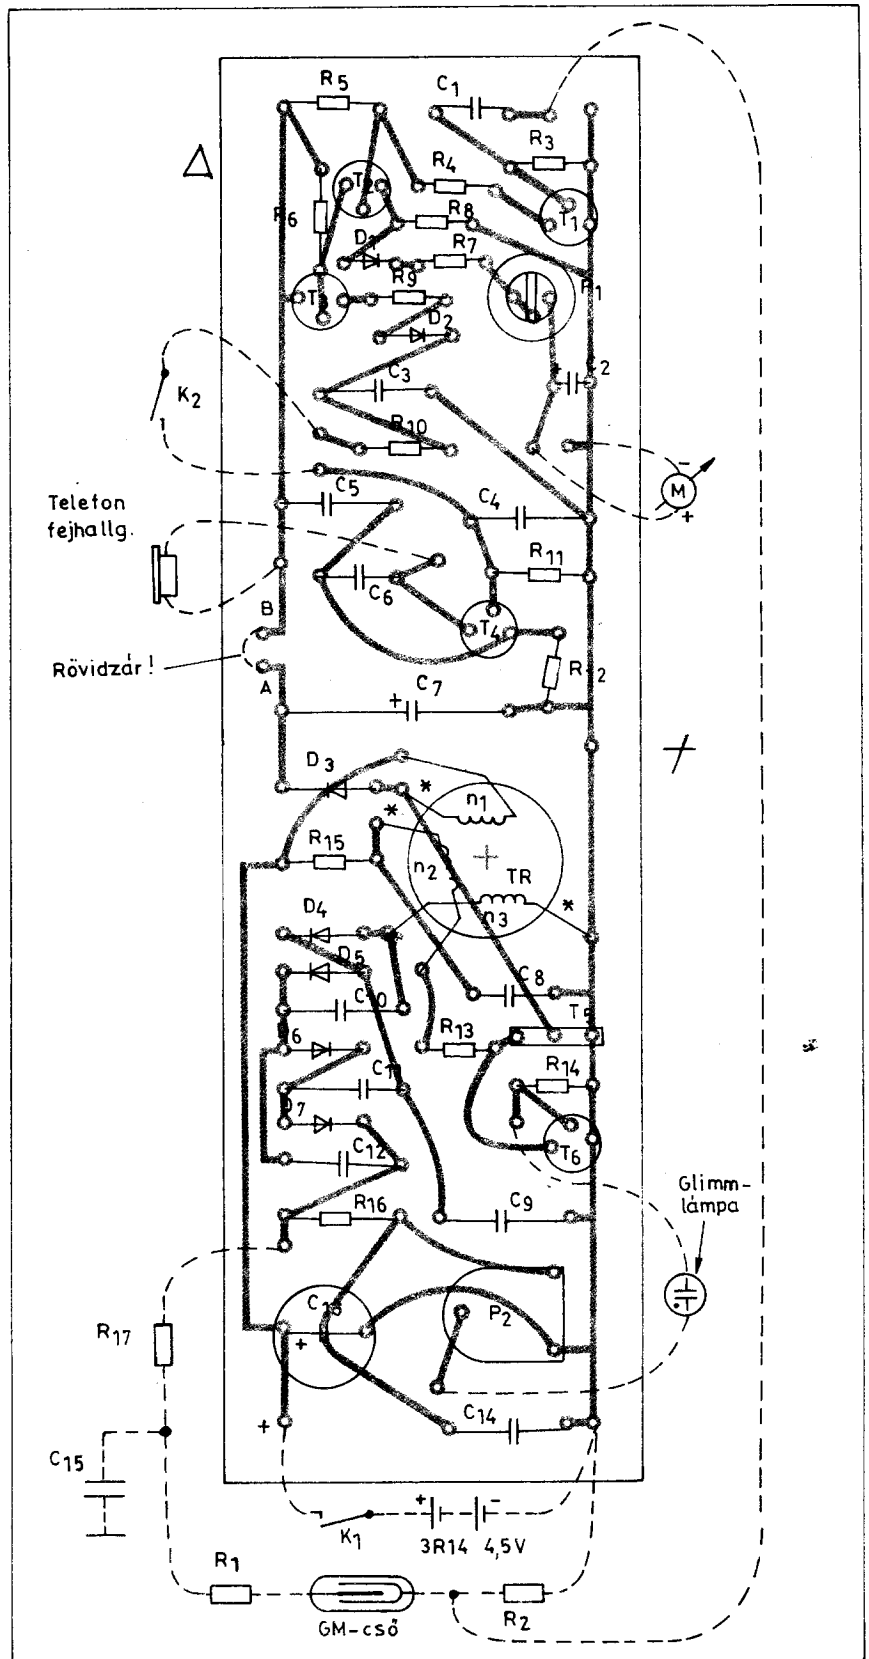 R5
C1
R3
R4
T2
T1
R8
R6
D1
R7
R9
P1
T3
D2
C2
C3
K2
R10
-
M
+
C5
C4
Telefon
fejhallg.
R11
C6
B
T4
Rövidzár!
A
R12
C7
+
D3
*
n1
*
R15
n2
TR
n3
*
D4
D5
C8
C10
T5
D6
R13
C11
R14
D7
C12
T6
Glimm-
lámpa
R16
C9
C13
P2
R17
+
C14
+
C15
+
-
K1
3R14 4,5V
R1
R2
GM-cső